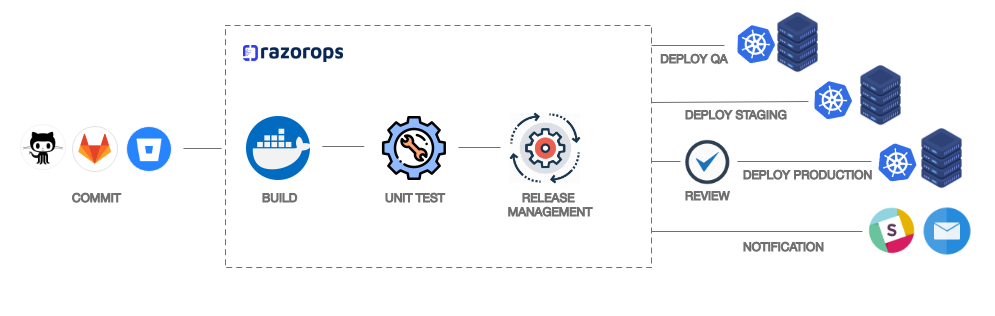 razorops
DEPLOY QA
DEPLOY STAGING
COMMIT
BUILD
UNIT TEST
RELEASE
MANAGEMENT
REVIEW
DEPLOY PRODUCTION
S
NOTIFICATION